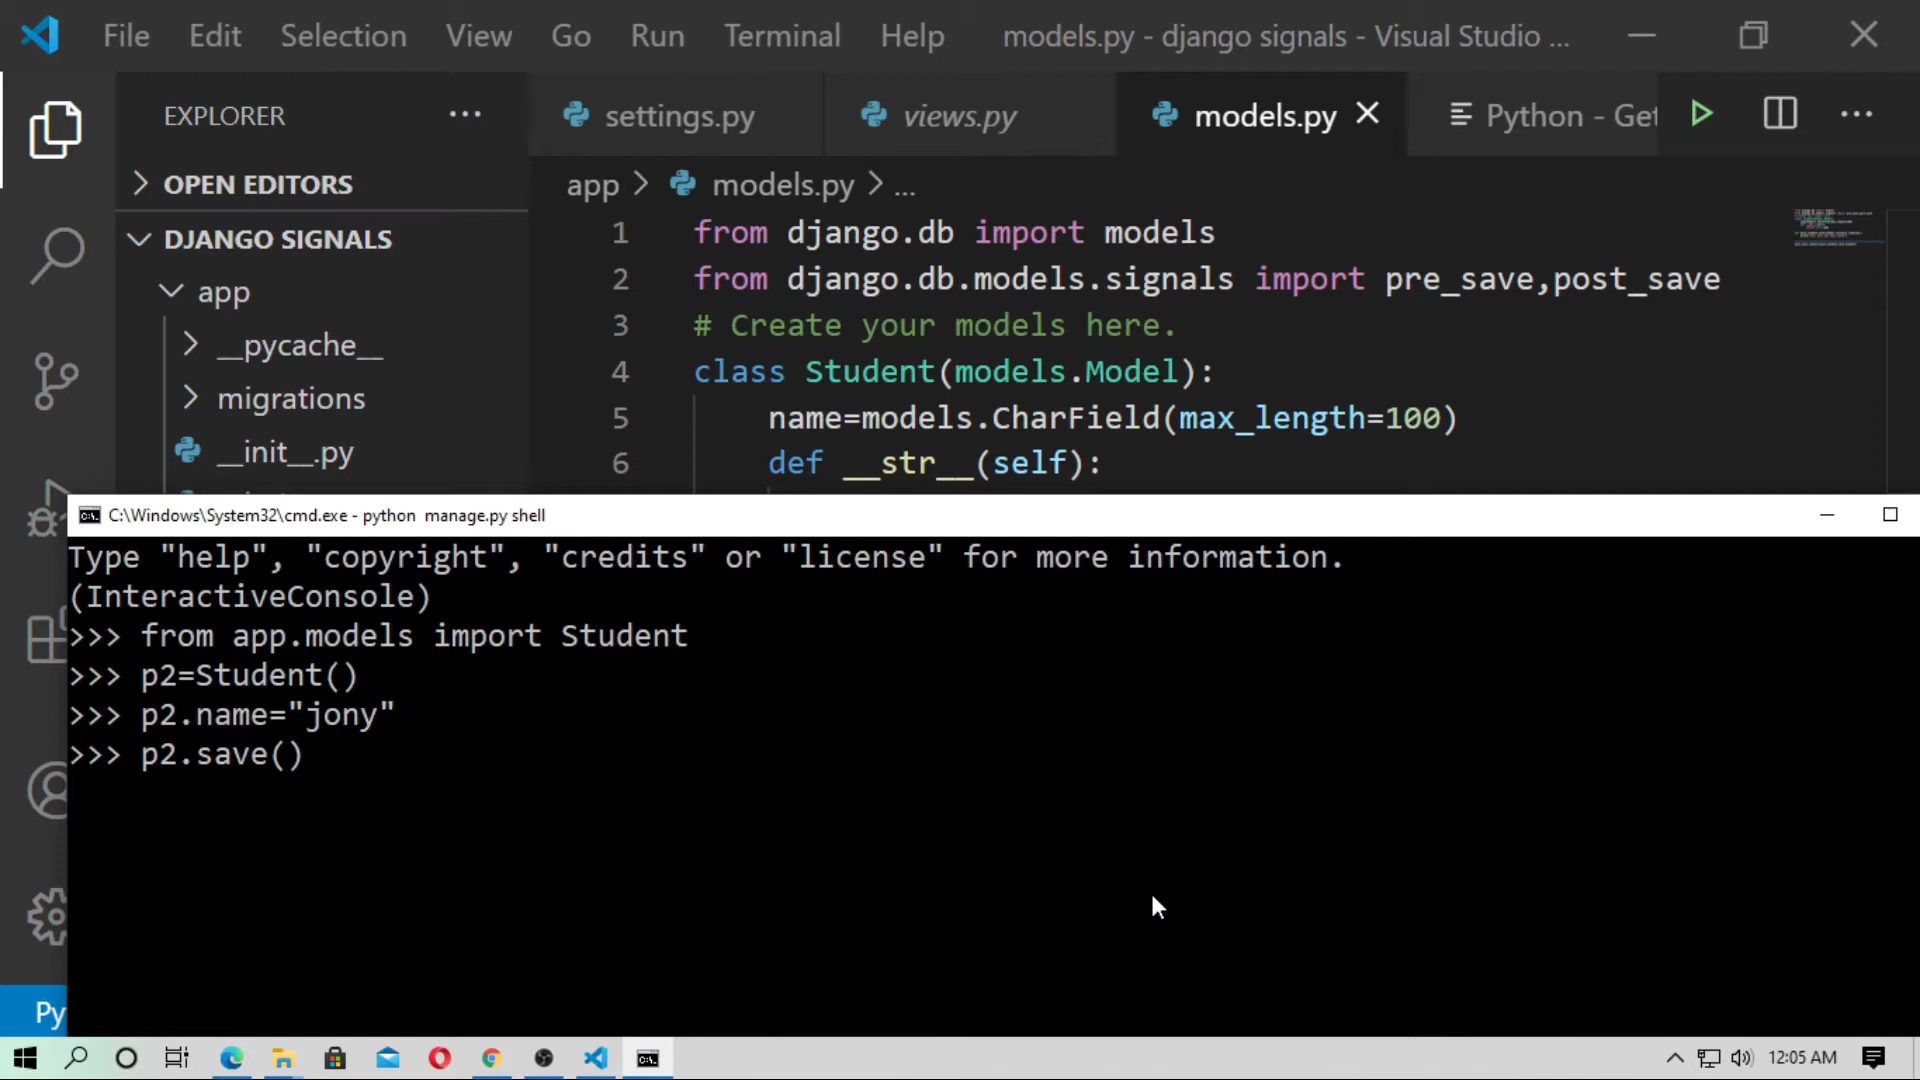 File Edit Selection View Go Run Terminal Help models.py - django signals - Visual Studio ...
EXPLORER
settings.py views.py models.py Python - Get
OPEN EDITORS
app > models.py > ...
DJANGO SIGNALS
app
__pycache__
migrations
__init__.py
1 from django.db import models
2 from django.db.models.signals import pre_save,post_save
3 # Create your models here.
4 class Student(models.Model):
5 name=models.CharField(max_length=100)
6 def __str__(self):
C:\Windows\System32\cmd.exe - python manage.py shell
Type "help", "copyright", "credits" or "license" for more information.
(InteractiveConsole)
>>> from app.models import Student
>>> p2=Student()
>>> p2.name="jony"
>>> p2.save()
Py
12:05 AM